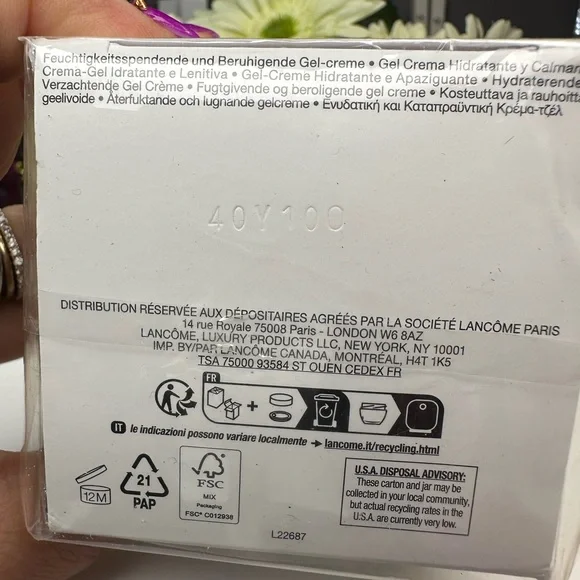 Feuchtigkeitsspendende und Beruhigende Gel-creme • Gel Crema Hidratante y Calman
Crema-Gel Idratante e Lenitiva • Gel-Creme Hidratante e Apaziguante • Hydraterende
Verzachtende Gel Crème • Fugtgivende og beroligende gel creme • Kosteuttava ja rauhoitta
geelivoide • Återfuktande och lugnande gelcreme • Ενυδατική και Καταπραϋντική Κρέμα-τζέλ
40Y10C
DISTRIBUTION RÉSERVÉE AUX DÉPOSITAIRES AGRÉÉS PAR LA SOCIÉTÉ LANCÔME PARIS
14 rue Royale 75008 Paris - LONDON W6 8AZ
LANCÔME, LUXURY PRODUCTS LLC, NEW YORK, NY 10001
IMP. BY/PAR LANCÔME CANADA, MONTRÉAL, H4T 1K5
TSA 75000 93584 ST OUEN CEDEX FR
FR
IT le indicazioni possono variare localmente → lancome.it/recycling.html
12M
21
PAP
FSC
MIX
Packaging
FSC® C012938
U.S.A. DISPOSAL ADVISORY:
These carton and jar may be
collected in your local community,
but actual recycling rates in the
U.S.A. are currently very low.
L22687